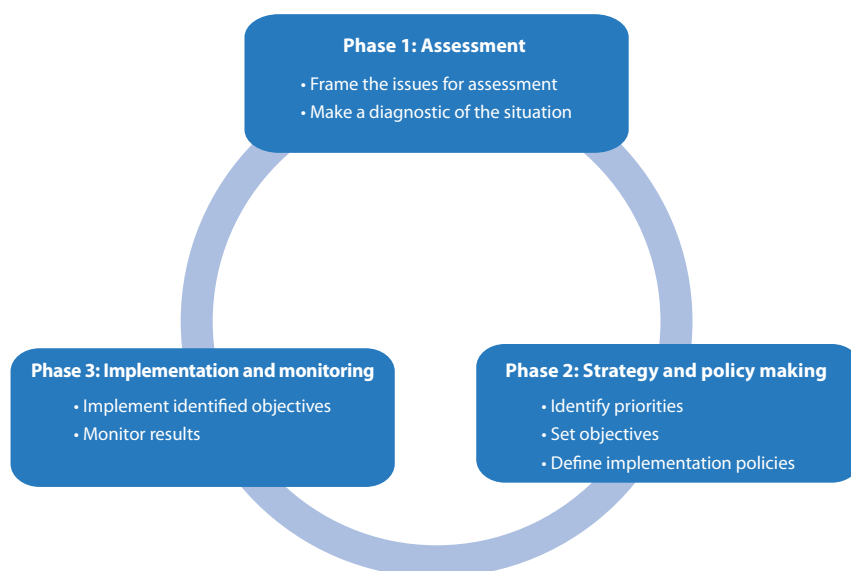 Phase 1: Assessment
• Frame the issues for assessment
• Make a diagnostic of the situation
Phase 2: Strategy and policy making
• Identify priorities
• Set objectives
• Define implementation policies
Phase 3: Implementation and monitoring
• Implement identified objectives
• Monitor results